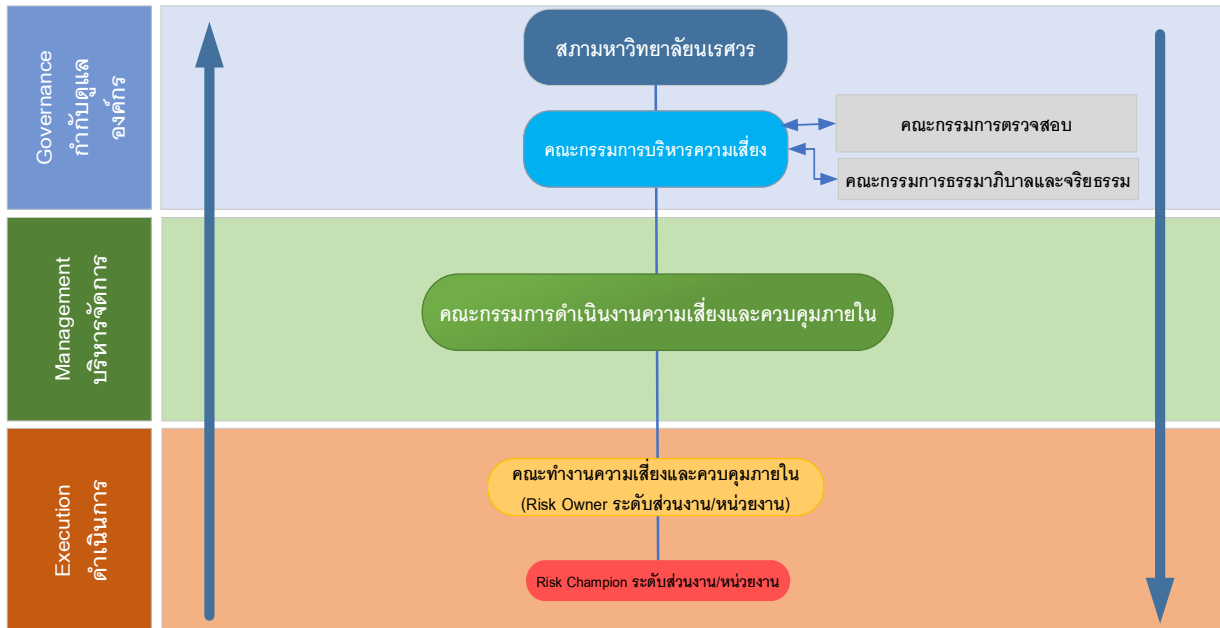 Governance
กำกับดูแล
องค์กร
สภามหาวิทยาลัยนเรศวร
คณะกรรมการบริหารความเสี่ยง
คณะกรรมการตรวจสอบ
คณะกรรมการธรรมาภิบาลและจริยธรรม
Management
บริหารจัดการ
คณะกรรมการดำเนินงานความเสี่ยงและควบคุมภายใน
Execution
ดำเนินการ
คณะทำงานความเสี่ยงและควบคุมภายใน
(Risk Owner ระดับส่วนงาน/หน่วยงาน)
Risk Champion ระดับส่วนงาน/หน่วยงาน